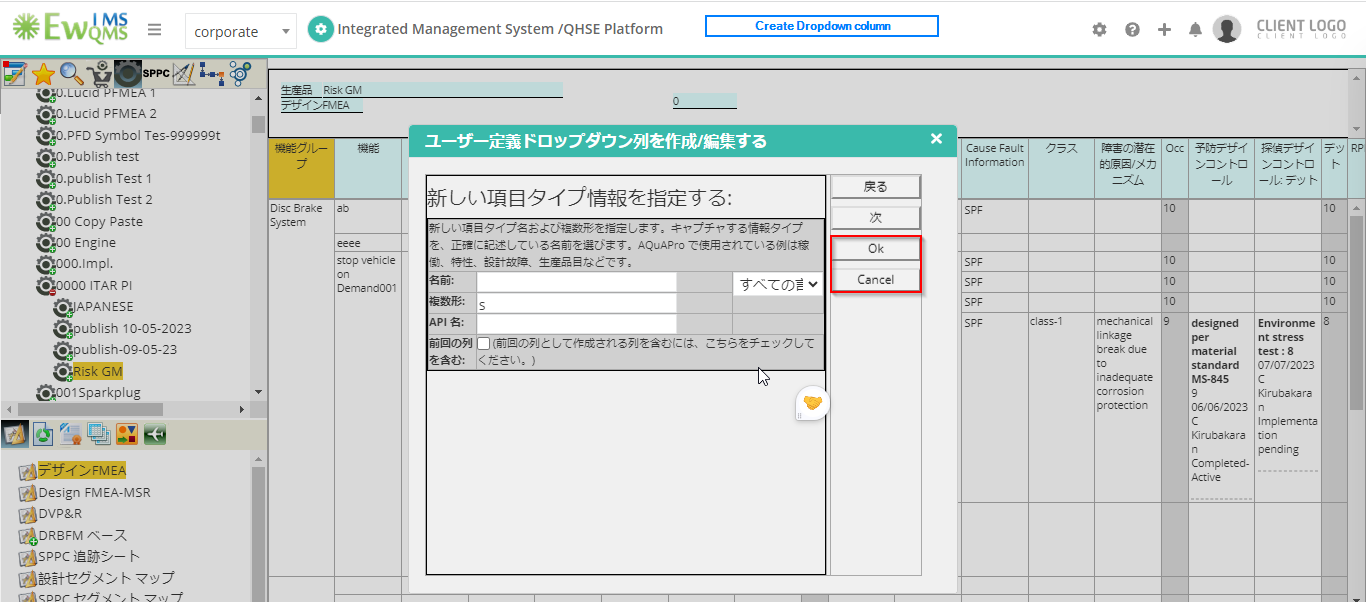 EwQMS
IMS
corporate
Integrated Management System /QHSE Platform
Create Dropdown column
CLIENT LOGO
CLIENT LOGO
SPPC
0.Lucid PFMEA 1
0.Lucid PFMEA 2
0.PFD Symbol Tes-999999t
0.Publish test
0.publish Test 1
0.Publish Test 2
00 Copy Paste
00 Engine
000.Impl.
0000 ITAR PI
JAPANESE
publish 10-05-2023
publish-09-05-23
Risk GM
001Sparkplug
デザインFMEA
Design FMEA-MSR
DVP&R
DRBFM ベース
SPPC 追跡シート
設計セグメント マップ
SPPC セグメント マップ
生産品 Risk GM
デザインFMEA
0
機能グループ
機能
Disc Brake
System
ab
eeee
stop vehicle
on
Demand001
ユーザー定義ドロップダウン列を作成/編集する
×
新しい項目タイプ情報を指定する:
新しい項目タイプ名および複数形を指定します。キャプチャする情報タイプ
を、正確に記述している名前を選びます。AQuAPro で使用されている例は稼
働、特性、設計故障、生産品目などです。
名前:
すべての言
複数形:
s
API 名:
前回の列
を含む:
(前回の列として作成される列を含むには、こちらをチェックして
ください。)
戻る
次
Ok
Cancel
Cause Fault
Information
クラス
障害の潜在
的原因/メカ
ニズム
Occ
予防デザイ
ンコントロ
ール
探偵デザイ
ンコントロ
ール: デット
デッ
ト
RP
SPF
10
10
SPF
10
10
SPF
10
10
SPF
10
10
SPF
class-1
mechanical
linkage
break due
to
inadequate
corrosion
protection
9
designed
per
material
standard
MS-845
9
06/06/2023
C
Kirubakara
n
Completed-
Active
Environme
nt stress
test : 8
07/07/2023
C
Kirubakara
n
Implementa
tion
pending
8